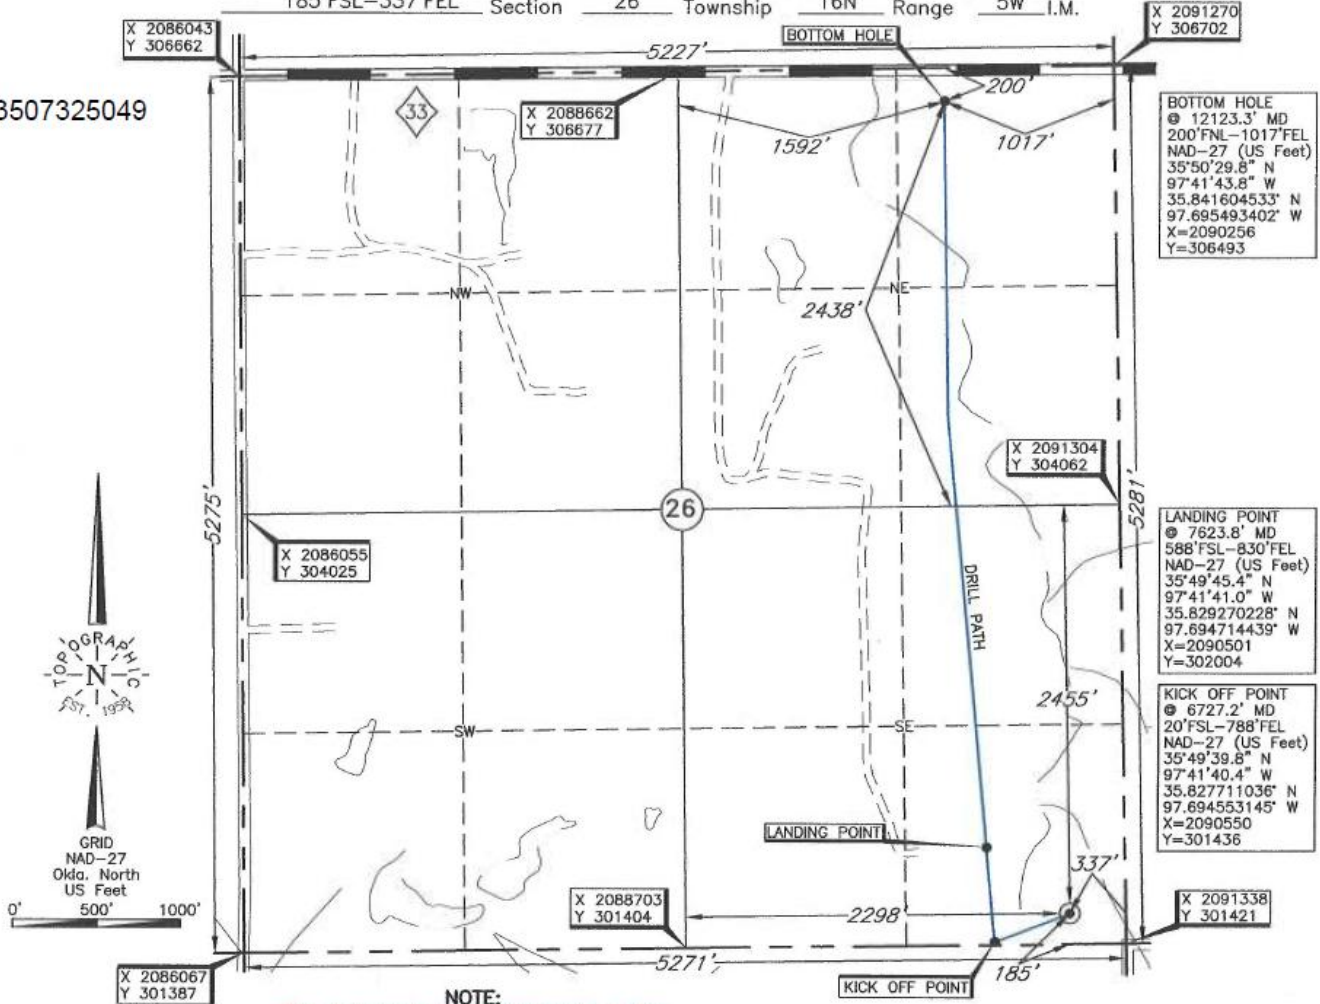 185'FSL-337'FEL Section 26 Township 16N Range 5W I.M.
X 2086043
Y 306662
X 2091270
Y 306702
BOTTOM HOLE
5227'
200'
3507325049
33
X 2088662
Y 306677
1592'
1017'
BOTTOM HOLE
@ 12123.3' MD
200'FNL-1017'FEL
NAD-27 (US Feet)
35°50'29.8" N
97°41'43.8" W
35.841604533° N
97.695493402° W
X=2090256
Y=306493
NW
NE
2438'
X 2091304
Y 304062
5275'
26
5281'
X 2086055
Y 304025
LANDING POINT
@ 7623.8' MD
588'FSL-830'FEL
NAD-27 (US Feet)
35°49'45.4" N
97°41'41.0" W
35.829270228° N
97.694714439° W
X=2090501
Y=302004
DRILL PATH
TOPOGRAPHIC
N
EST. 1958
2455'
SW
SE
KICK OFF POINT
@ 6727.2' MD
20'FSL-788'FEL
NAD-27 (US Feet)
35°49'39.8" N
97°41'40.4" W
35.827711036° N
97.694553145° W
X=2090550
Y=301436
LANDING POINT
GRID
NAD-27
Okla. North
US Feet
0' 500' 1000'
337'
X 2088703
Y 301404
2298'
X 2091338
Y 301421
5271'
185'
X 2086067
Y 301387
KICK OFF POINT
NOTE: